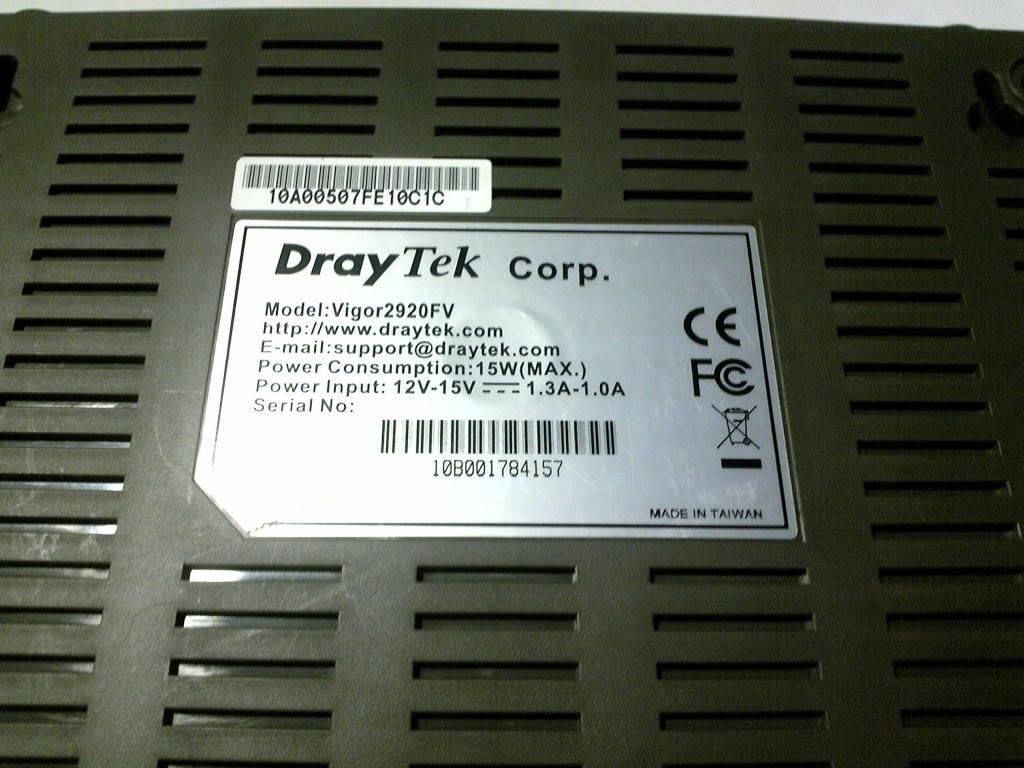 10A00507FE10C1C
DrayTek Corp.
Model:Vigor2920FV
http://www.draytek.com
E-mail:support@draytek.com
Power Consumption:15W(MAX.)
Power Input: 12V-15V ⎓ 1.3A-1.0A
Serial No:
10B001784157
CE
FC
MADE IN TAIWAN